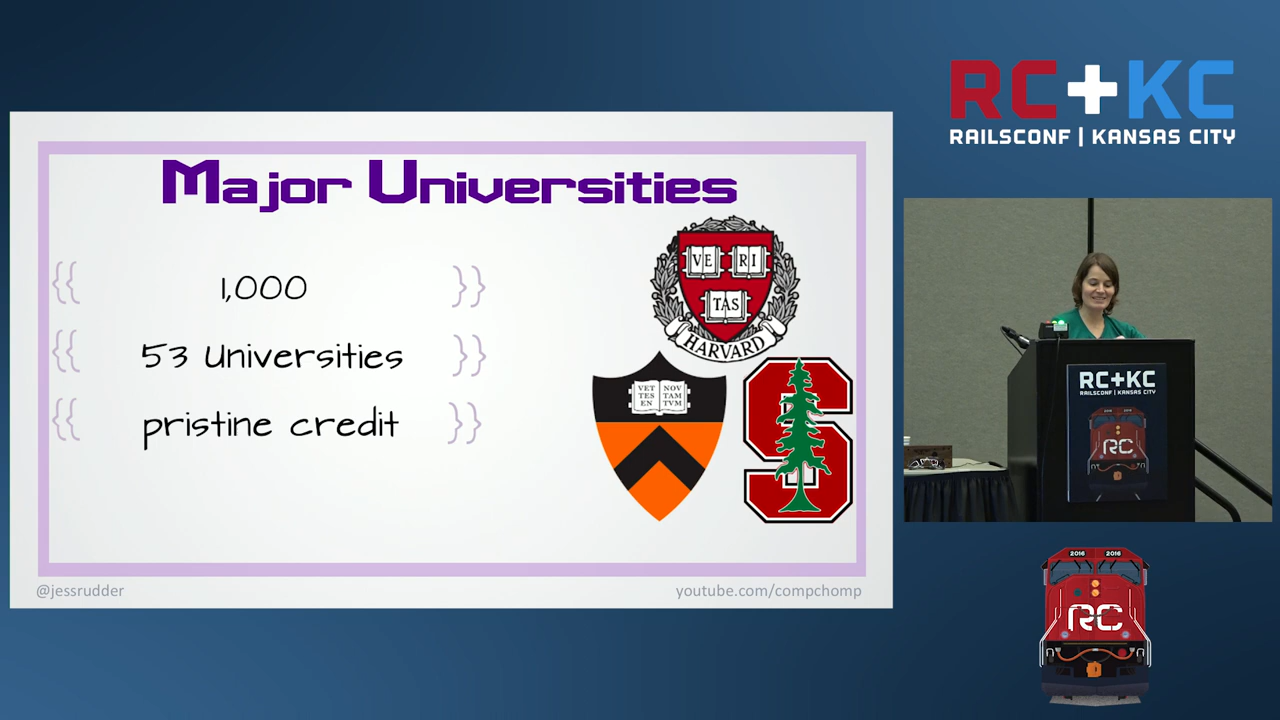 RC+KC
RAILSCONF | KANSAS CITY
Major Universities
{{ 1,000 }}
{{ 53 Universities }}
{{ pristine credit }}
VE RI
TAS
HARVARD
VET NOV
TES TAM
EN TVM
@jessrudder
youtube.com/compchomp
RC+KC
RAILSCONF | KANSAS CITY
RC
2016 2016
RC